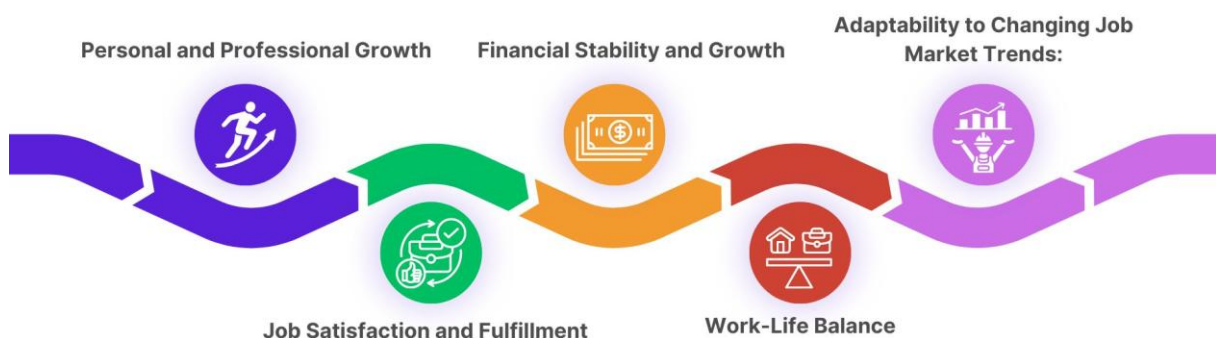 Personal and Professional Growth
Job Satisfaction and Fulfillment
Financial Stability and Growth
Work-Life Balance
Adaptability to Changing Job
Market Trends: